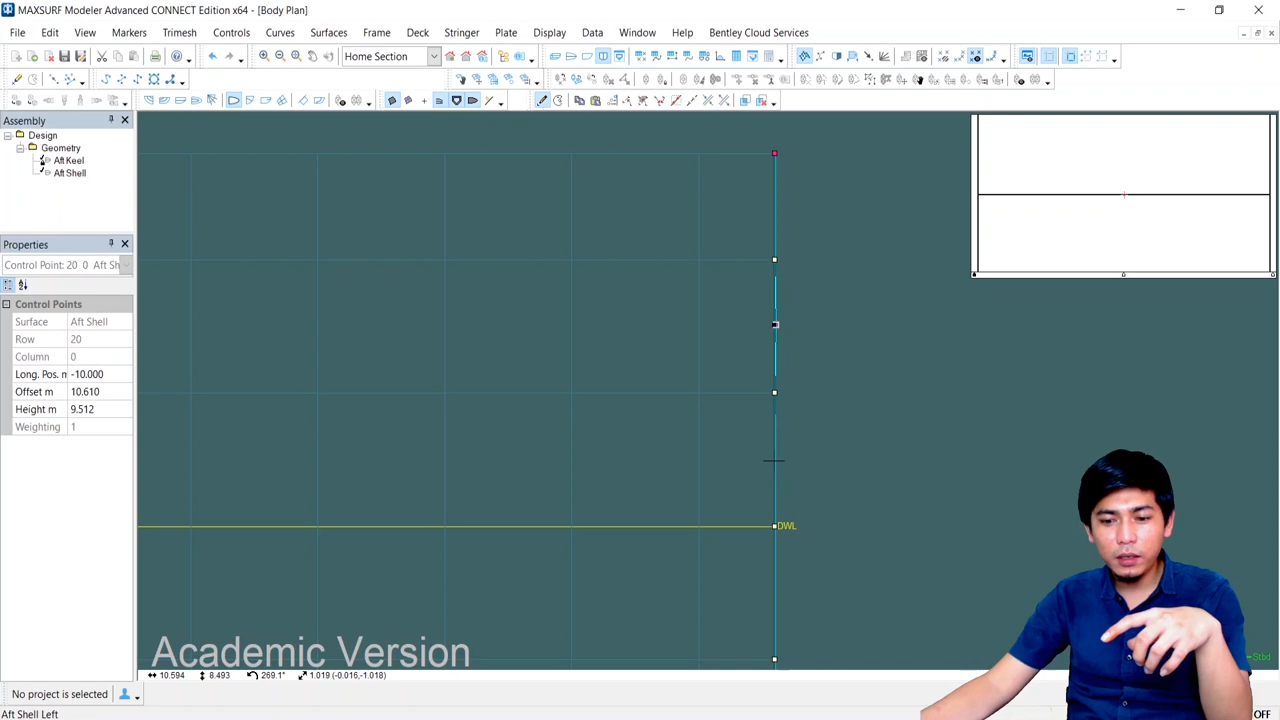 MAXSURF Modeler Advanced CONNECT Edition x64 - [Body Plan]
File Edit View Markers Trimesh Controls Curves Surfaces Frame Deck Stringer Plate Display Data Window Help Bentley Cloud Services
Home Section
Assembly
Design
Geometry
Aft Keel
Aft Shell
Properties
Control Point: 20 0 Aft Sh
Control Points
Surface Aft Shell
Row 20
Column 0
Long. Pos. m -10.000
Offset m 10.610
Height m 9.512
Weighting 1
DWL
Stbd
Academic Version
10.594 8.493 269.1° 1.019 (-0.016,-1.018)
No project is selected
Aft Shell Left OFF